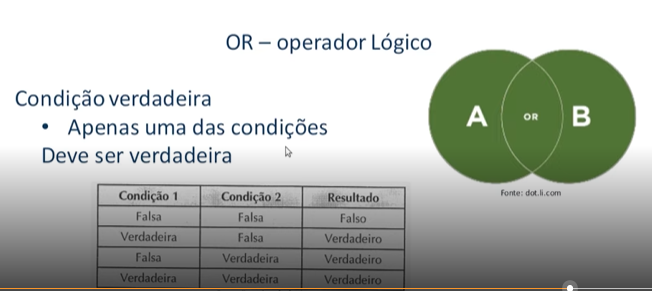 OR – operador Lógico
Condição verdadeira
• Apenas uma das condições
Deve ser verdadeira
A OR B
Fonte: dot.li.com
Condição 1 Condição 2 Resultado
Falsa Falsa Falso
Verdadeira Falsa Verdadeiro
Falsa Verdadeira Verdadeiro
Verdadeira Verdadeira Verdadeiro